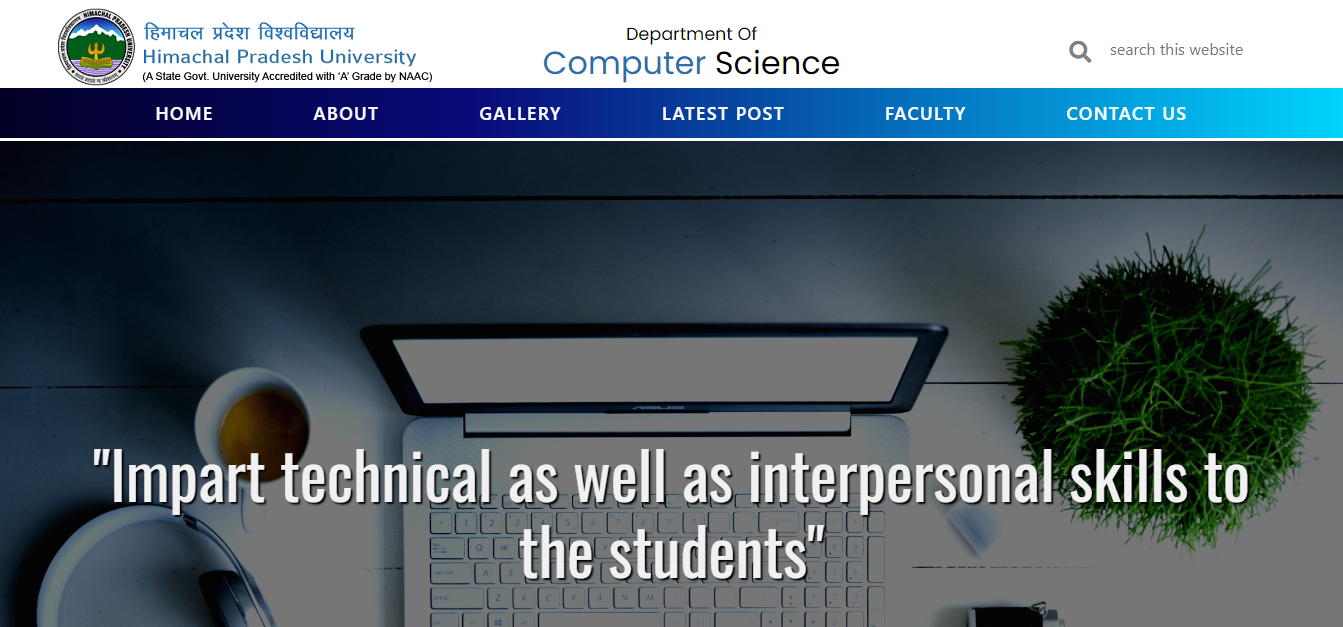 हिमाचल प्रदेश विश्वविद्यालय
Himachal Pradesh University
(A State Govt. University Accredited with ‘A’ Grade by NAAC)
Department Of
Computer Science
search this website
HOME ABOUT GALLERY LATEST POST FACULTY CONTACT US
ASUS
"Impart technical as well as interpersonal skills to
the students"